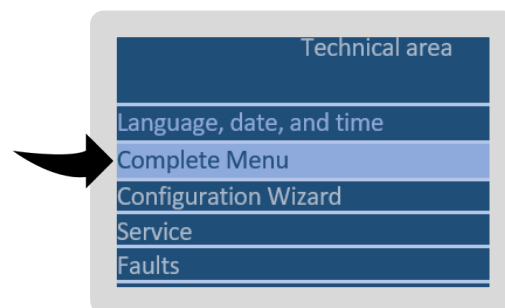 Technical area
Language, date, and time
Complete Menu
Configuration Wizard
Service
Faults